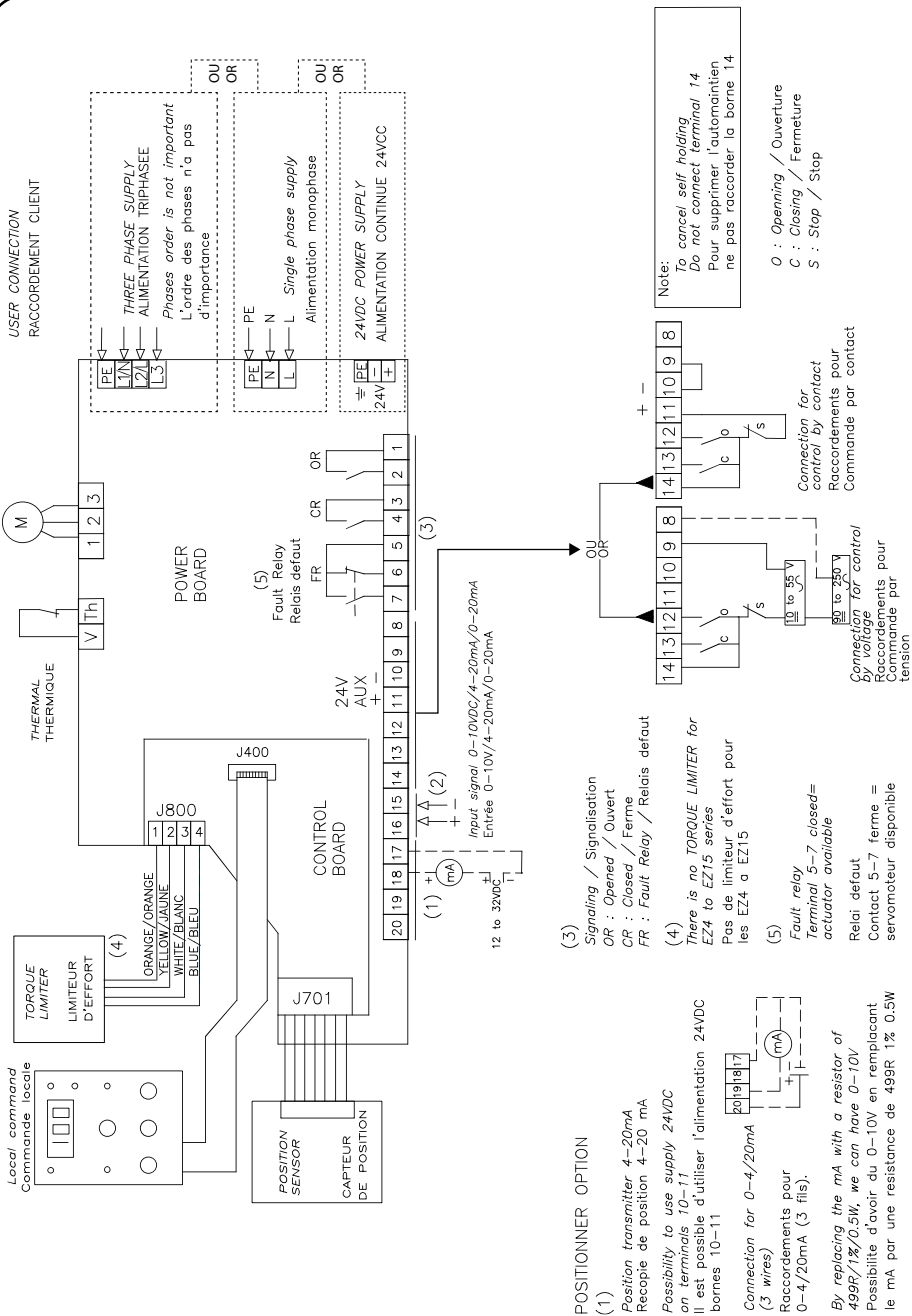 USER CONNECTION
RACCORDEMENT CLIENT
Local command
Commande locale
TORQUE
LIMITER
LIMITEUR
D'EFFORT
(4)
ORANGE/ORANGE
YELLOW/JAUNE
WHITE/BLANC
BLUE/BLEU
J800
1
2
3
4
J400
THERMAL
THERMIQUE
V Th
M
1 2 3
PE
L1/N
L2/L
L3
THREE PHASE SUPPLY
ALIMENTATION TRIPHASEE
Phases order is not important
L'ordre des phases n'a pas
d'importance
OU
OR
PE
N
L
PE
N
L
Single phase supply
Alimentation monophase
OU
OR
PE
-
+
24V
24VDC POWER SUPPLY
ALIMENTATION CONTINUE 24VCC
POWER
BOARD
CONTROL
BOARD
J701
POSITION
SENSOR
CAPTEUR
DE POSITION
(5)
Fault Relay
Relais defaut
FR
CR
OR
24V
AUX
+ -
20 19 18 17 16 15 14 13 12 11 10 9 8 7 6 5 4 3 2 1
(1)
+
mA
-
+ -
12 to 32VDC
+ -
(2)
Input signal 0-10VDC/4-20mA/0-20mA
Entrée 0-10V/4-20mA/0-20mA
(3)
OU
OR
POSITIONNER OPTION
(1)
Position transmitter 4-20mA
Recopie de position 4-20 mA
Possibility to use supply 24VDC
on terminals 10-11
Il est possible d'utiliser l'alimentation 24VDC
bornes 10-11
Connection for 0-4/20mA
(3 wires)
Raccordements pour
0-4/20mA (3 fils).
20 19 18 17
mA
+ -
By replacing the mA with a resistor of
499R/1%/0.5W, we can have 0-10V
Possibilite d'avoir du 0-10V en remplacant
le mA par une resistance de 499R 1% 0.5W
(3)
Signaling / Signalisation
OR : Opened / Ouvert
CR : Closed / Ferme
FR : Fault Relay / Relais defaut
(4)
There is no TORQUE LIMITER for
EZ4 to EZ15 series
Pas de limiteur d'effort pour
les EZ4 a EZ15
(5)
Fault relay
Terminal 5-7 closed=
actuator available
Relai defaut
Contact 5-7 ferme =
servomoteur disponible
14 13 12 11 10 9 8
C
O
S
10 to 55 V
90 to 250 V
Connection for control
by voltage
Raccordements pour
Commande par
tension
+ -
14 13 12 11 10 9 8
C
O
S
Connection for
control by contact
Raccordements pour
Commande par contact
Note:
To cancel self holding
Do not connect terminal 14
Pour supprimer l'automaintien
ne pas raccorder la borne 14
O : Openning / Ouverture
C : Closing / Fermeture
S : Stop / Stop